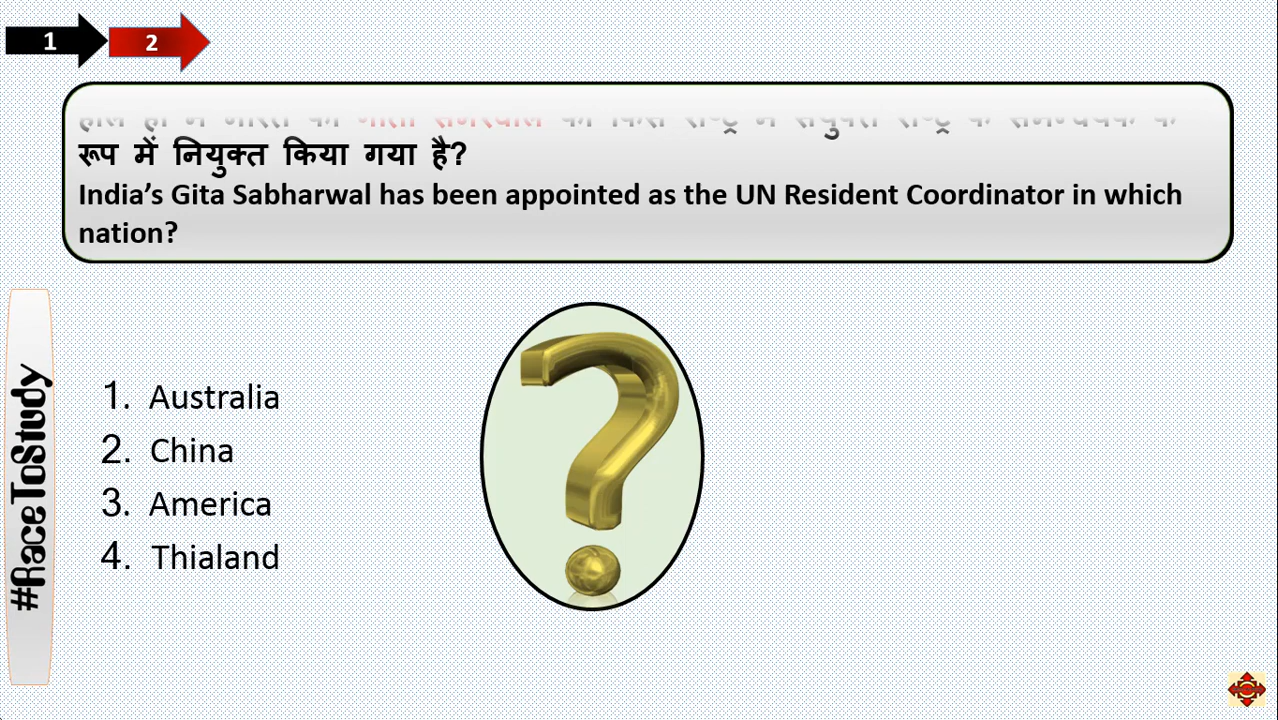 1
2
रूप में नियुक्त किया गया है?
India's Gita Sabharwal has been appointed as the UN Resident Coordinator in which
nation?
#RaceToStudy
1. Australia
2. China
3. America
4. Thialand